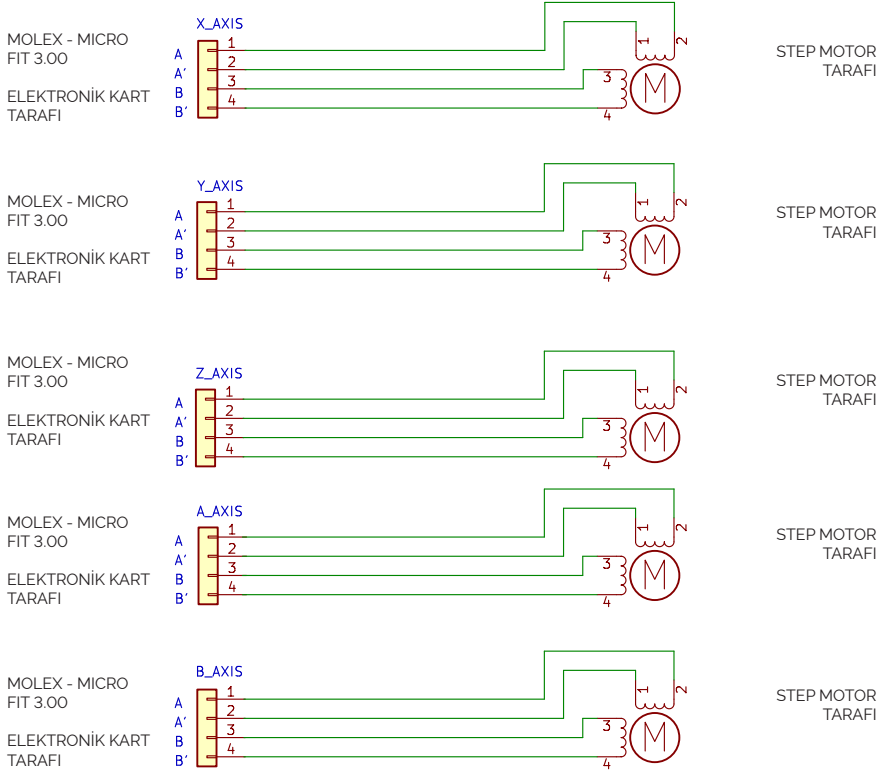 X_AXIS
MOLEX - MICRO
FIT 3.00
ELEKTRONİK KART
TARAFI
A 1
A' 2
B 3
B' 4
1 2
3
4
M
STEP MOTOR
TARAFI
Y_AXIS
MOLEX - MICRO
FIT 3.00
ELEKTRONİK KART
TARAFI
A 1
A' 2
B 3
B' 4
1 2
3
4
M
STEP MOTOR
TARAFI
Z_AXIS
MOLEX - MICRO
FIT 3.00
ELEKTRONİK KART
TARAFI
A 1
A' 2
B 3
B' 4
1 2
3
4
M
STEP MOTOR
TARAFI
A_AXIS
MOLEX - MICRO
FIT 3.00
ELEKTRONİK KART
TARAFI
A 1
A' 2
B 3
B' 4
1 2
3
4
M
STEP MOTOR
TARAFI
B_AXIS
MOLEX - MICRO
FIT 3.00
ELEKTRONİK KART
TARAFI
A 1
A' 2
B 3
B' 4
1 2
3
4
M
STEP MOTOR
TARAFI